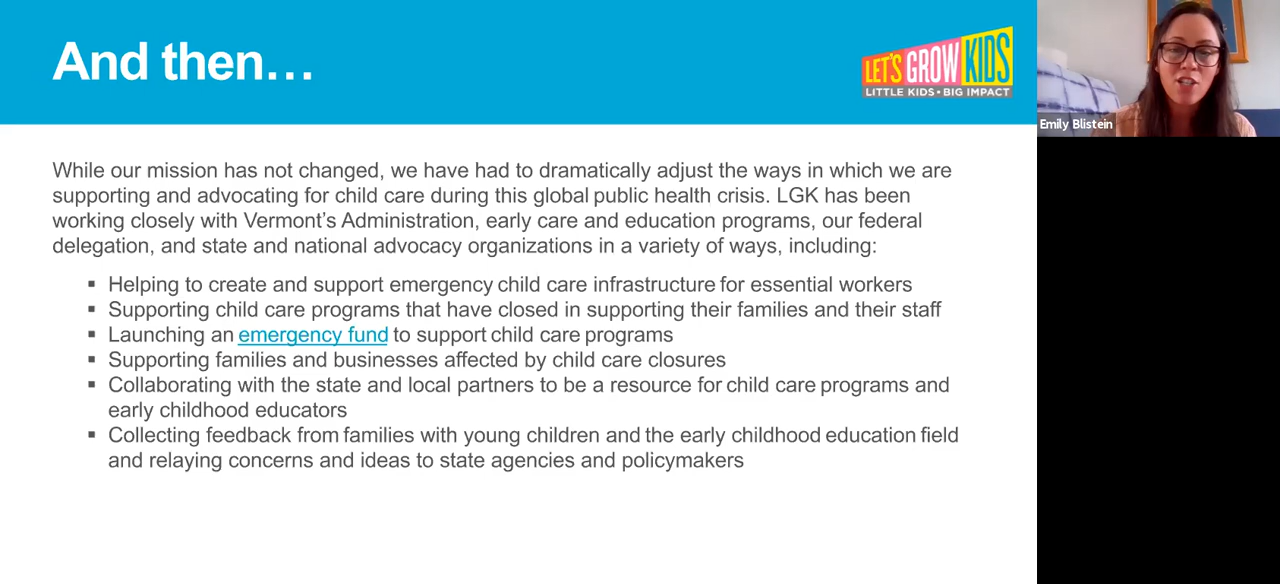 And then…
LET'S GROW KIDS
LITTLE KIDS • BIG IMPACT
Emily Blistein
While our mission has not changed, we have had to dramatically adjust the ways in which we are
supporting and advocating for child care during this global public health crisis. LGK has been
working closely with Vermont's Administration, early care and education programs, our federal
delegation, and state and national advocacy organizations in a variety of ways, including:
▪ Helping to create and support emergency child care infrastructure for essential workers
▪ Supporting child care programs that have closed in supporting their families and their staff
▪ Launching an emergency fund to support child care programs
▪ Supporting families and businesses affected by child care closures
▪ Collaborating with the state and local partners to be a resource for child care programs and
early childhood educators
▪ Collecting feedback from families with young children and the early childhood education field
and relaying concerns and ideas to state agencies and policymakers